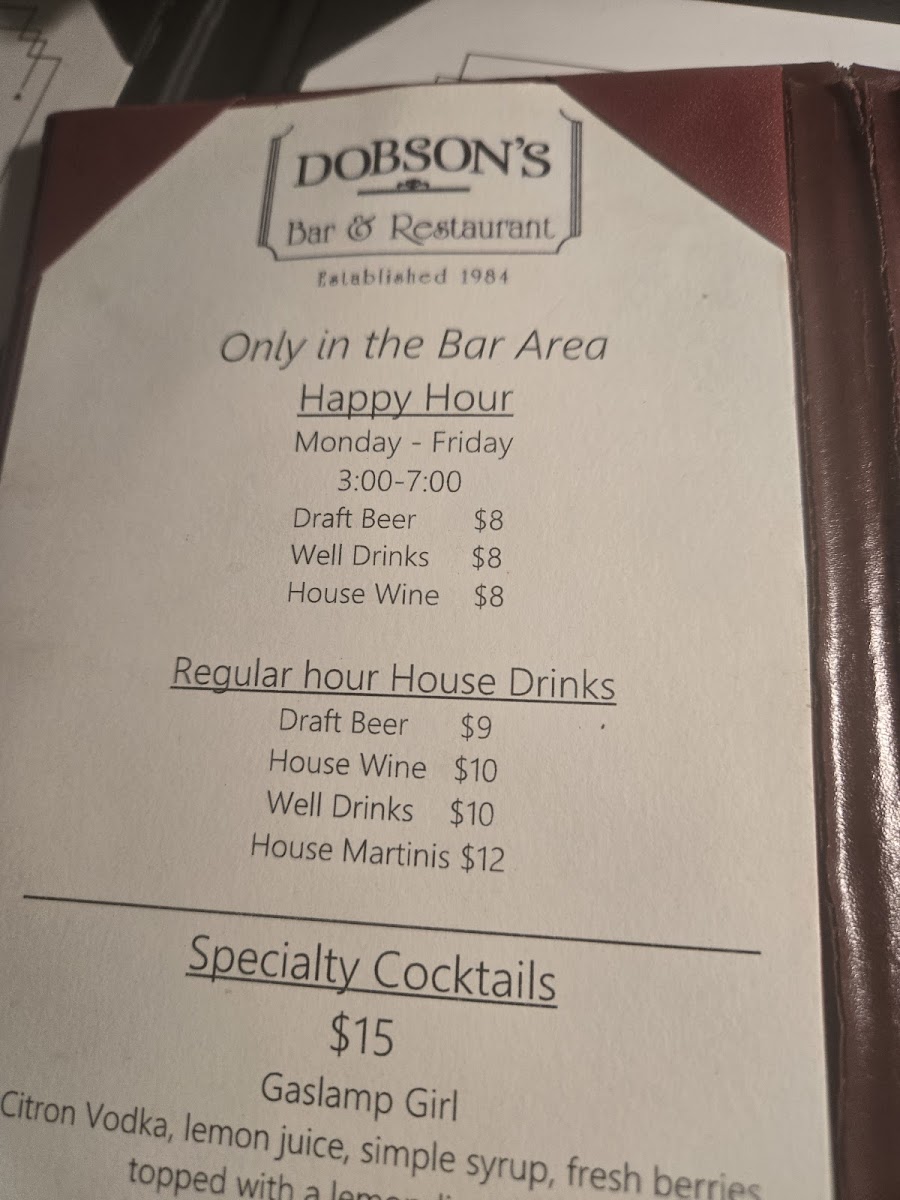 DOBSON'S
Bar & Restaurant
Established 1984
Only in the Bar Area
Happy Hour
Monday - Friday
3:00-7:00
Draft Beer $8
Well Drinks $8
House Wine $8
Regular hour House Drinks
Draft Beer $9
House Wine $10
Well Drinks $10
House Martinis $12
Specialty Cocktails
$15
Gaslamp Girl
Citron Vodka, lemon juice, simple syrup, fresh berries
topped with a